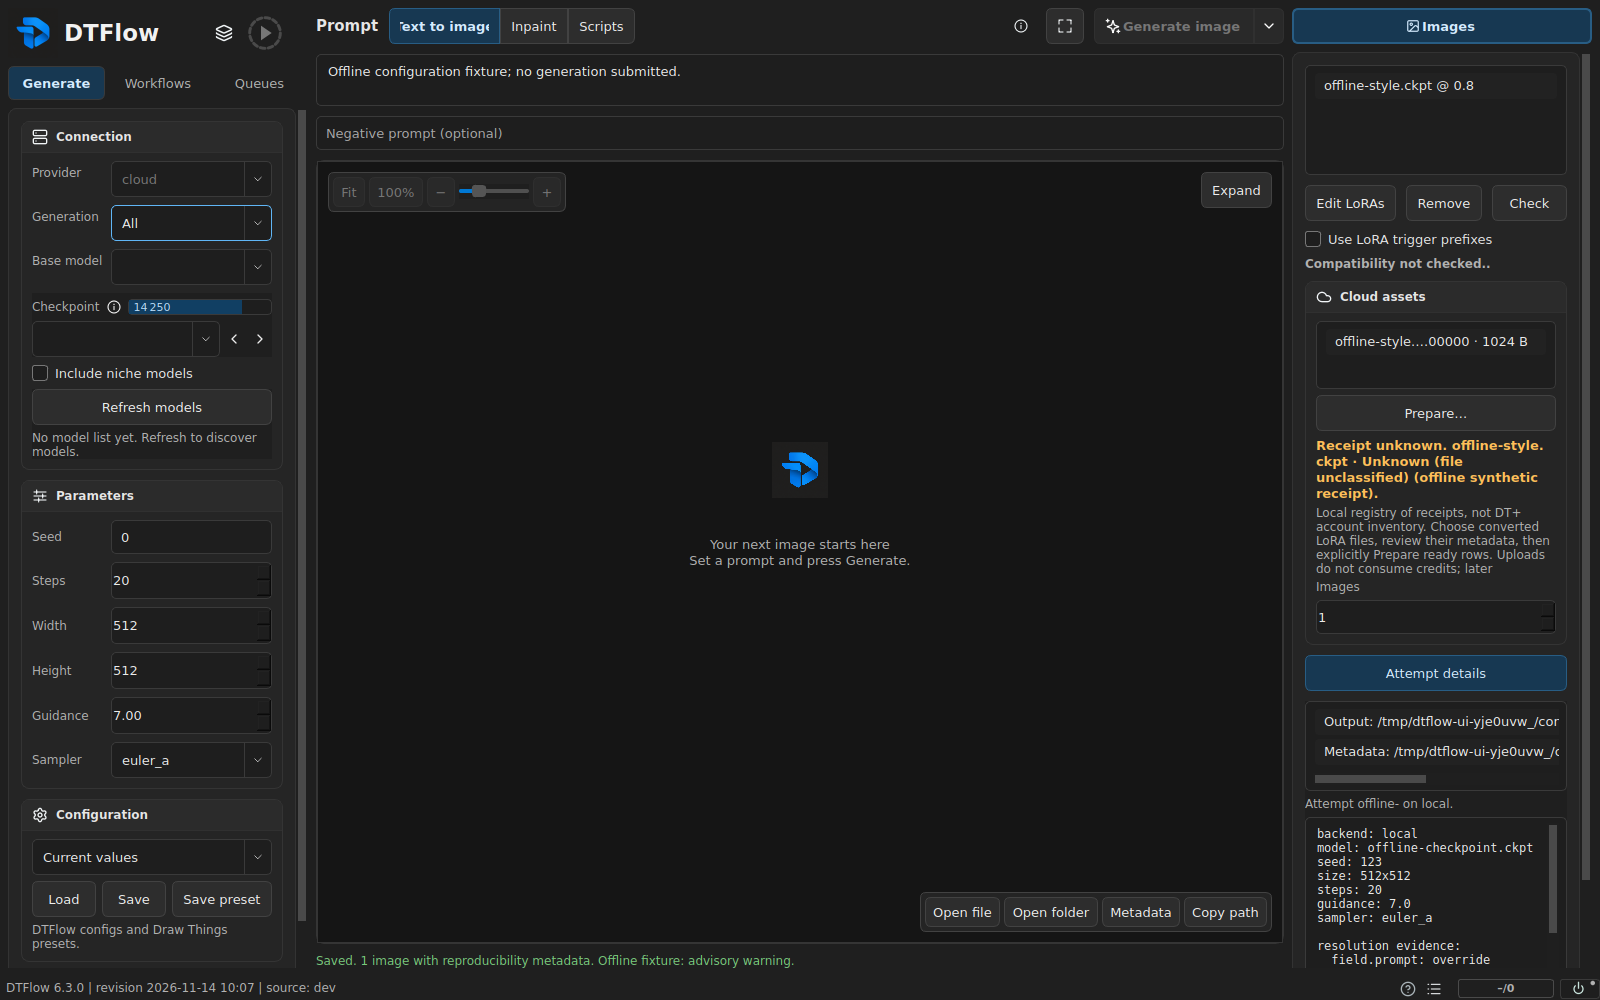 DTFlow
Generate
Workflows
Queues
Connection
Provider
cloud
Generation
All
Base model
Checkpoint
14 250
Include niche models
Refresh models
No model list yet. Refresh to discover
models.
Parameters
Seed
0
Steps
20
Width
512
Height
512
Guidance
7.00
Sampler
euler_a
Configuration
Current values
Load
Save
Save preset
DTFlow configs and Draw Things
presets.
Prompt
Text to image
Inpaint
Scripts
Generate image
Offline configuration fixture; no generation submitted.
Negative prompt (optional)
Fit
100%
−
+
Expand
Your next image starts here
Set a prompt and press Generate.
Open file
Open folder
Metadata
Copy path
Saved. 1 image with reproducibility metadata. Offline fixture: advisory warning.
Images
offline-style.ckpt @ 0.8
Edit LoRAs
Remove
Check
Use LoRA trigger prefixes
Compatibility not checked..
Cloud assets
offline-style....00000 · 1024 B
Prepare...
Receipt unknown. offline-style.
ckpt · Unknown (file
unclassified) (offline synthetic
receipt).
Local registry of receipts, not DT+
account inventory. Choose converted
LoRA files, review their metadata, then
explicitly Prepare ready rows. Uploads
do not consume credits; later
Images
1
Attempt details
Output: /tmp/dtflow-ui-yje0uvw_/cor
Metadata: /tmp/dtflow-ui-yje0uvw_/c
Attempt offline- on local.
backend: local
model: offline-checkpoint.ckpt
seed: 123
size: 512x512
steps: 20
guidance: 7.0
sampler: euler_a
resolution evidence:
field.prompt: override
DTFlow 6.3.0 | revision 2026-11-14 10:07 | source: dev
–/0